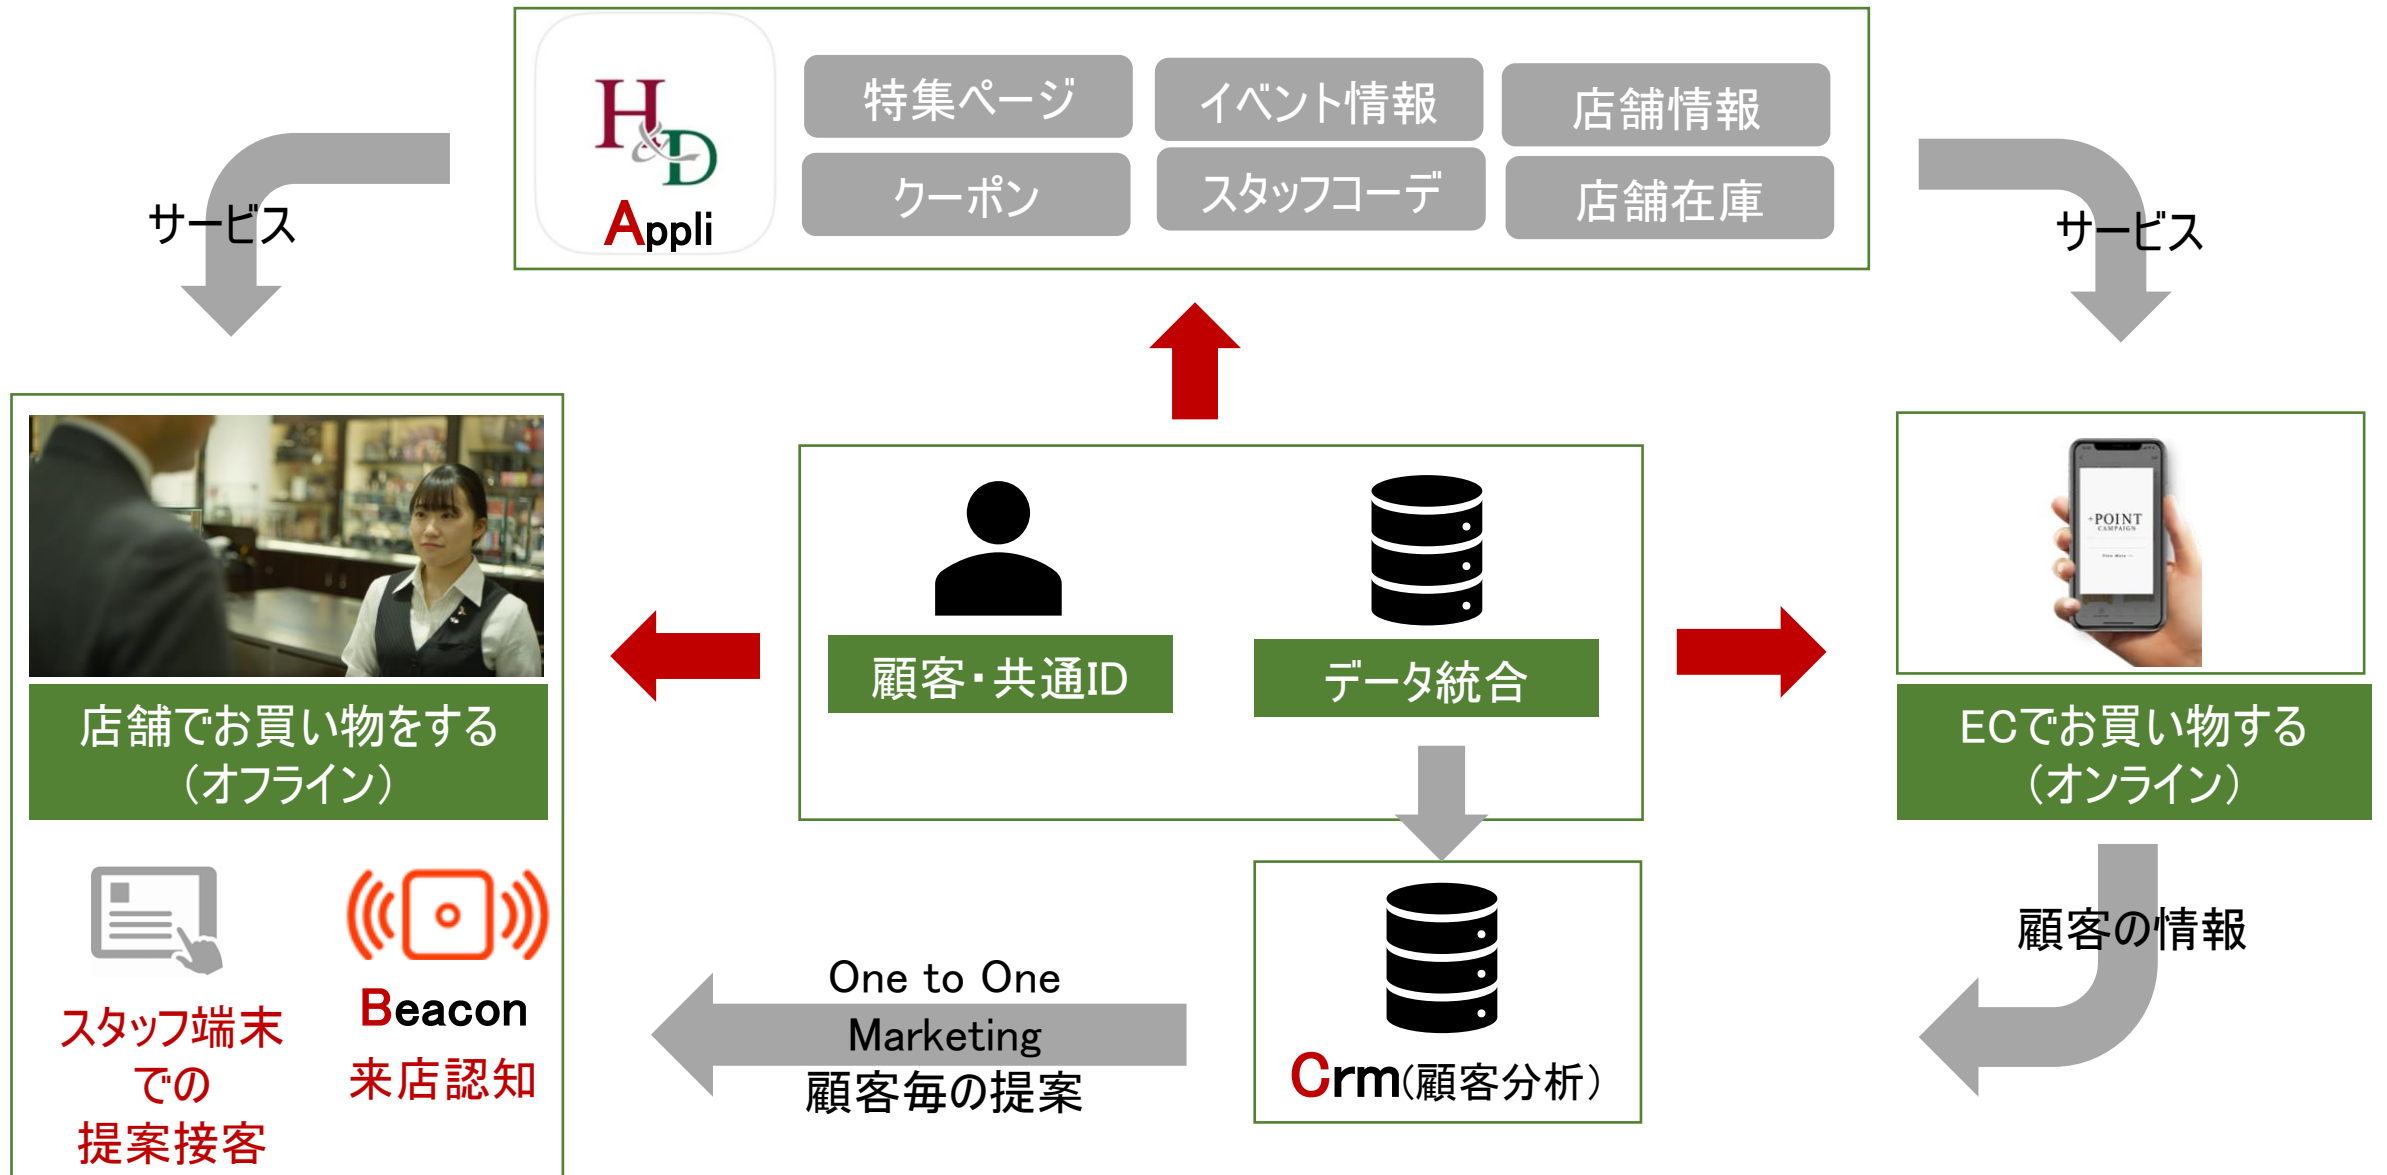 H&D
Appli
特集ページ
イベント情報
店舗情報
クーポン
スタッフコーデ
店舗在庫
サービス
サービス
顧客・共通ID
データ統合
店舗でお買い物をする
（オフライン）
+POINT
CAMPAIGN
View More →
ECでお買い物する
（オンライン）
スタッフ端末
での
提案接客
Beacon
来店認知
One to One
Marketing
顧客毎の提案
Crm(顧客分析）
顧客の情報